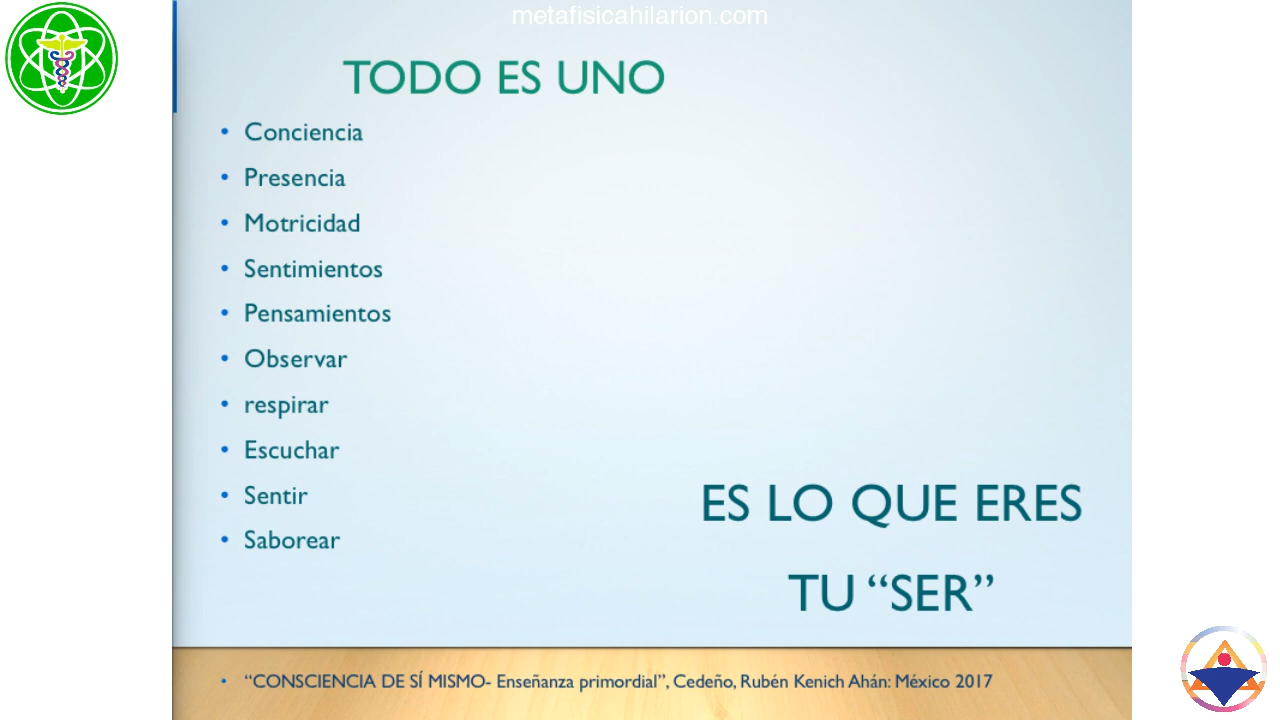 metafisicahilarion.com
TODO ES UNO
• Conciencia
• Presencia
• Motricidad
• Sentimientos
• Pensamientos
• Observar
• respirar
• Escuchar
• Sentir
• Saborear
ES LO QUE ERES
TU “SER”
• “CONSCIENCIA DE SÍ MISMO- Enseñanza primordial”, Cedeño, Rubén Kenich Ahán: México 2017